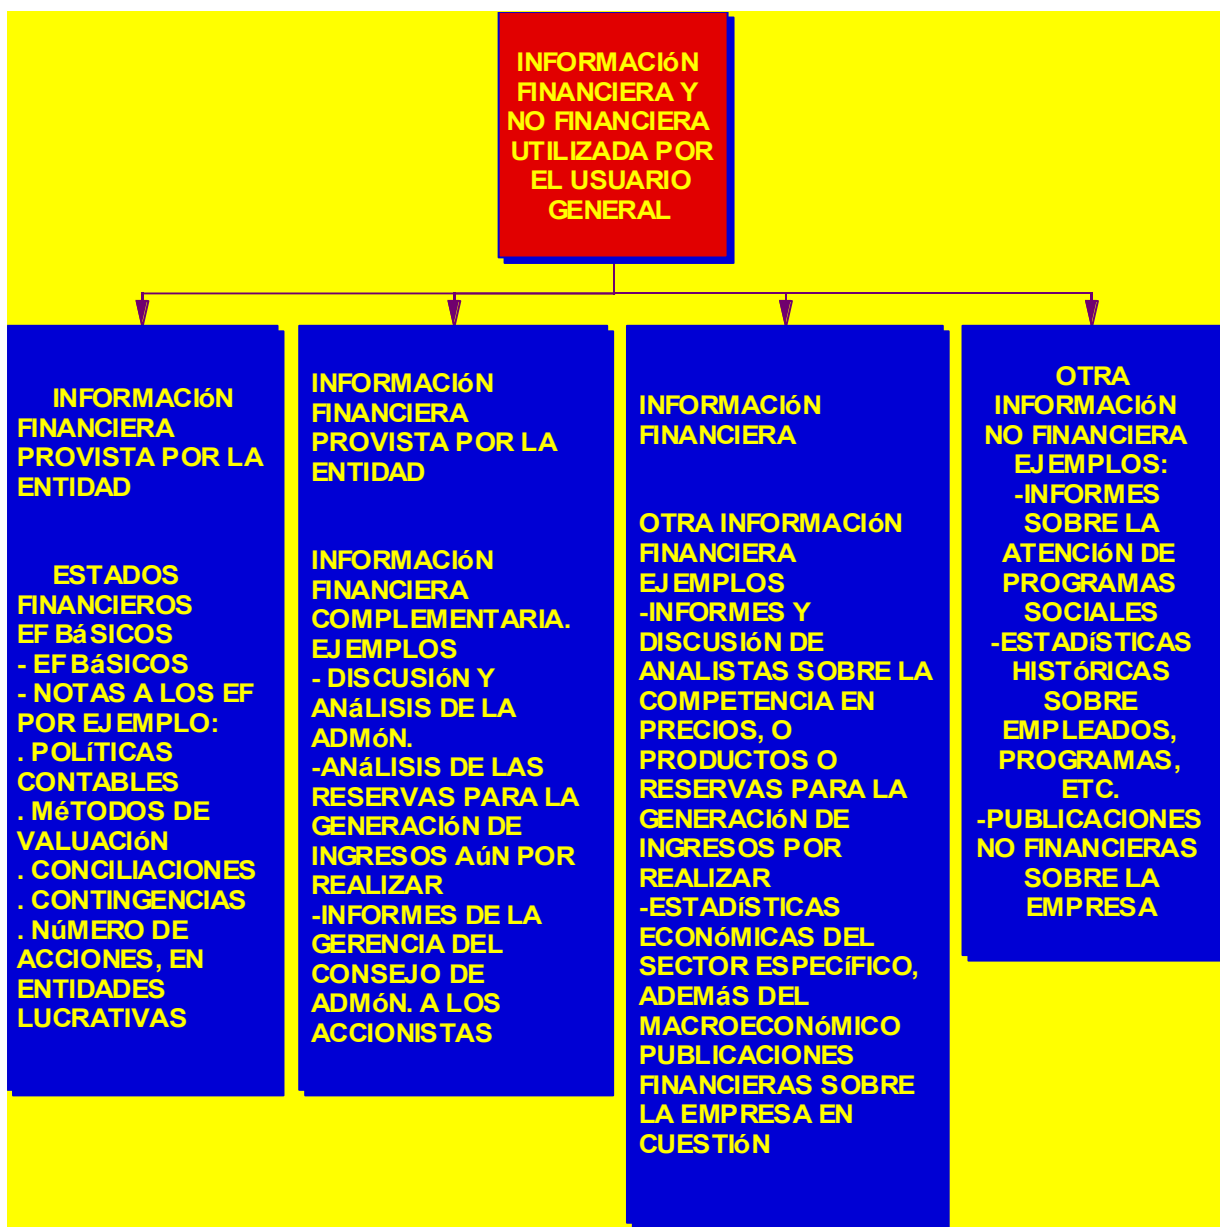 INFORMACIóN
FINANCIERA Y
NO FINANCIERA
UTILIZADA POR
EL USUARIO
GENERAL
INFORMACIóN
FINANCIERA
PROVISTA POR LA
ENTIDAD
ESTADOS
FINANCIEROS
EF BáSICOS
- EF BáSICOS
- NOTAS A LOS EF
POR EJEMPLO:
. POLíTICAS
CONTABLES
. MéTODOS DE
VALUACIóN
. CONCILIACIONES
. CONTINGENCIAS
. NúMERO DE
ACCIONES, EN
ENTIDADES
LUCRATIVAS
INFORMACIóN
FINANCIERA
PROVISTA POR LA
ENTIDAD
INFORMACIóN
FINANCIERA
COMPLEMENTARIA.
EJEMPLOS
- DISCUSIóN Y
ANáLISIS DE LA
ADMóN.
-ANáLISIS DE LAS
RESERVAS PARA LA
GENERACIóN DE
INGRESOS AúN POR
REALIZAR
-INFORMES DE LA
GERENCIA DEL
CONSEJO DE
ADMóN. A LOS
ACCIONISTAS
INFORMACIóN
FINANCIERA
OTRA INFORMACIóN
FINANCIERA
EJEMPLOS
-INFORMES Y
DISCUSIóN DE
ANALISTAS SOBRE LA
COMPETENCIA EN
PRECIOS, O
PRODUCTOS O
RESERVAS PARA LA
GENERACIóN DE
INGRESOS POR
REALIZAR
-ESTADíSTICAS
ECONóMICAS DEL
SECTOR ESPECíFICO,
ADEMáS DEL
MACROECONóMICO
PUBLICACIONES
FINANCIERAS SOBRE
LA EMPRESA EN
CUESTIóN
OTRA
INFORMACIóN
NO FINANCIERA
EJEMPLOS:
-INFORMES
SOBRE LA
ATENCIóN DE
PROGRAMAS
SOCIALES
-ESTADíSTICAS
HISTóRICAS
SOBRE
EMPLEADOS,
PROGRAMAS,
ETC.
-PUBLICACIONES
NO FINANCIERAS
SOBRE LA
EMPRESA